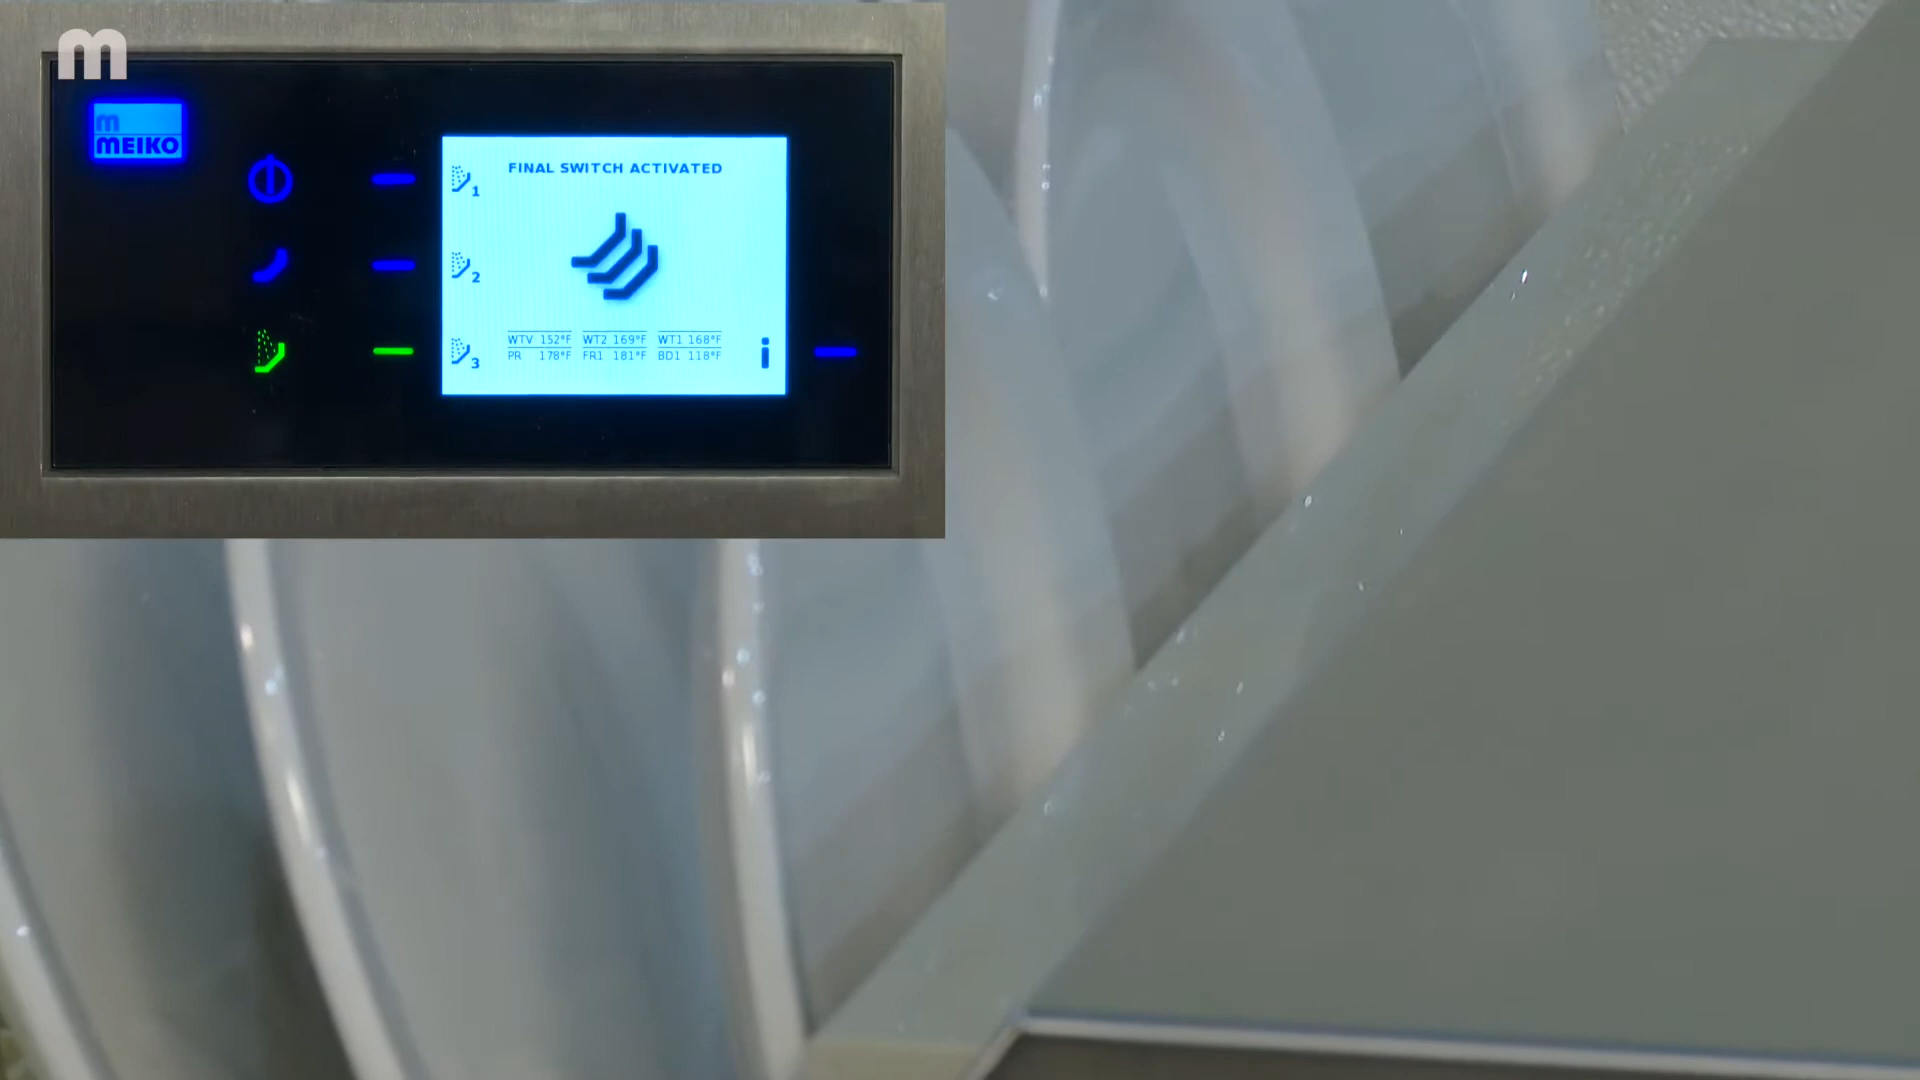 m
m
MEIKO
FINAL SWITCH ACTIVATED
1
2
3
WTV 152°F WT2 169°F WT1 168°F
PR 178°F FR1 181°F BD1 118°F
i